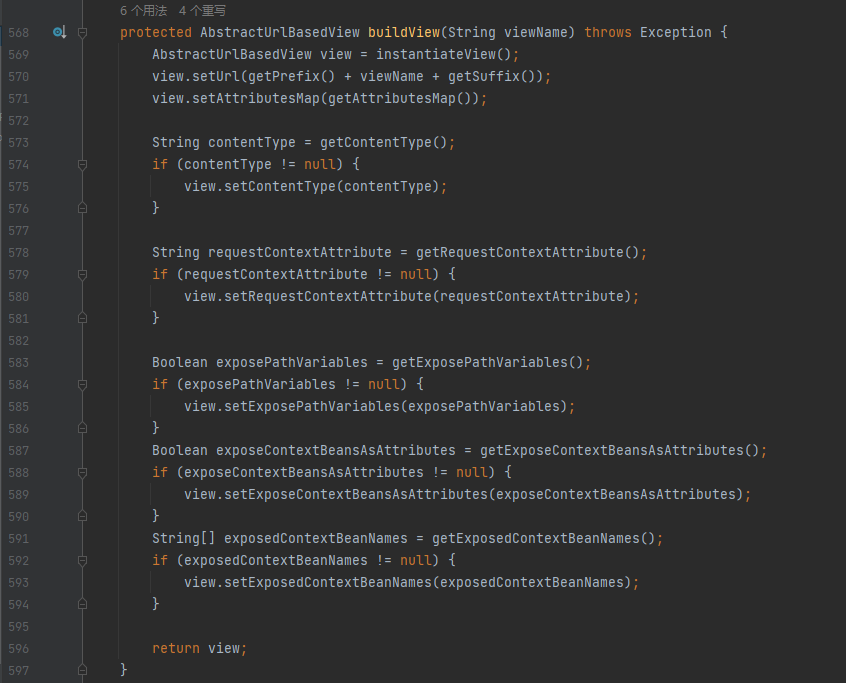 6 个用法 4 个重写
568 protected AbstractUrlBasedView buildView(String viewName) throws Exception {
569 AbstractUrlBasedView view = instantiateView();
570 view.setUrl(getPrefix() + viewName + getSuffix());
571 view.setAttributesMap(getAttributesMap());
572
573 String contentType = getContentType();
574 if (contentType != null) {
575 view.setContentType(contentType);
576 }
577
578 String requestContextAttribute = getRequestContextAttribute();
579 if (requestContextAttribute != null) {
580 view.setRequestContextAttribute(requestContextAttribute);
581 }
582
583 Boolean exposePathVariables = getExposePathVariables();
584 if (exposePathVariables != null) {
585 view.setExposePathVariables(exposePathVariables);
586 }
587 Boolean exposeContextBeansAsAttributes = getExposeContextBeansAsAttributes();
588 if (exposeContextBeansAsAttributes != null) {
589 view.setExposeContextBeansAsAttributes(exposeContextBeansAsAttributes);
590 }
591 String[] exposedContextBeanNames = getExposedContextBeanNames();
592 if (exposedContextBeanNames != null) {
593 view.setExposedContextBeanNames(exposedContextBeanNames);
594 }
595
596 return view;
597 }